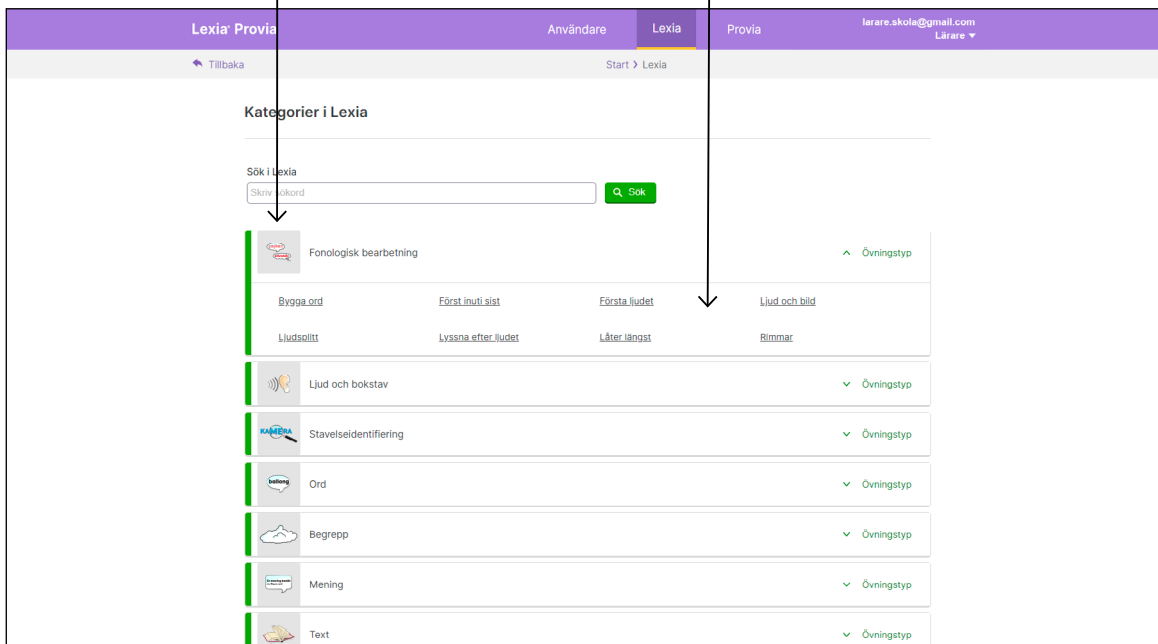 Lexia® Provia
Användare
Lexia
Provia
larare.skola@gmail.com
Lärare
Tillbaka
Start > Lexia
Kategorier i Lexia
Sök i Lexia
Skriv sökord
Sök
Fonologisk bearbetning
Övningstyp
Bygga ord
Först inuti sist
Första ljudet
Ljud och bild
Ljudsplitt
Lyssna efter ljudet
Låter längst
Rimmar
Ljud och bokstav
Övningstyp
KAMERA
Stavelseidentifiering
Övningstyp
ballong
Ord
Övningstyp
Begrepp
Övningstyp
Mening
Övningstyp
Text
Övningstyp